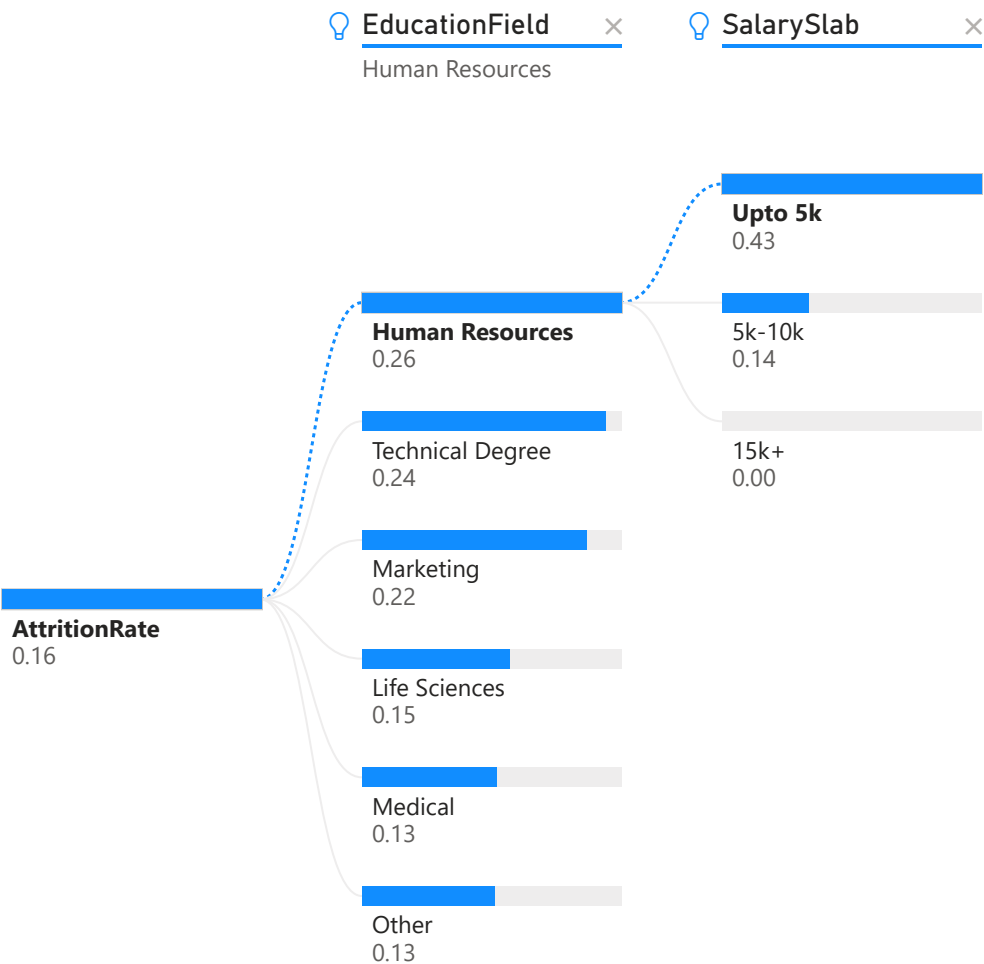 EducationField
SalarySlab
Human Resources
Upto 5k
0.43
Human Resources
0.26
5k-10k
0.14
Technical Degree
0.24
15k+
0.00
Marketing
0.22
AttritionRate
0.16
Life Sciences
0.15
Medical
0.13
Other
0.13